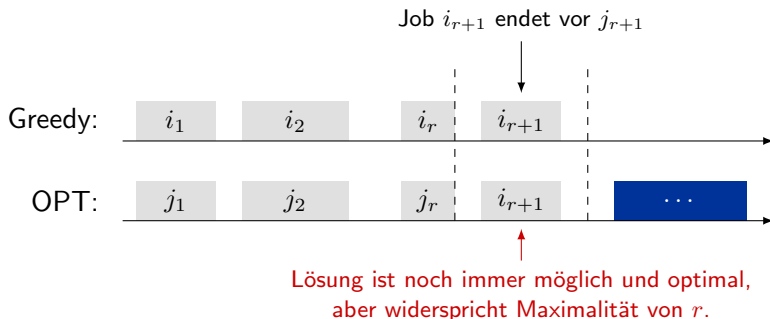 Job i_{r+1} endet vor j_{r+1}
Greedy: i_1 i_2 i_r i_{r+1}
OPT: j_1 j_2 j_r i_{r+1} ...
Lösung ist noch immer möglich und optimal,
aber widerspricht Maximalität von r.